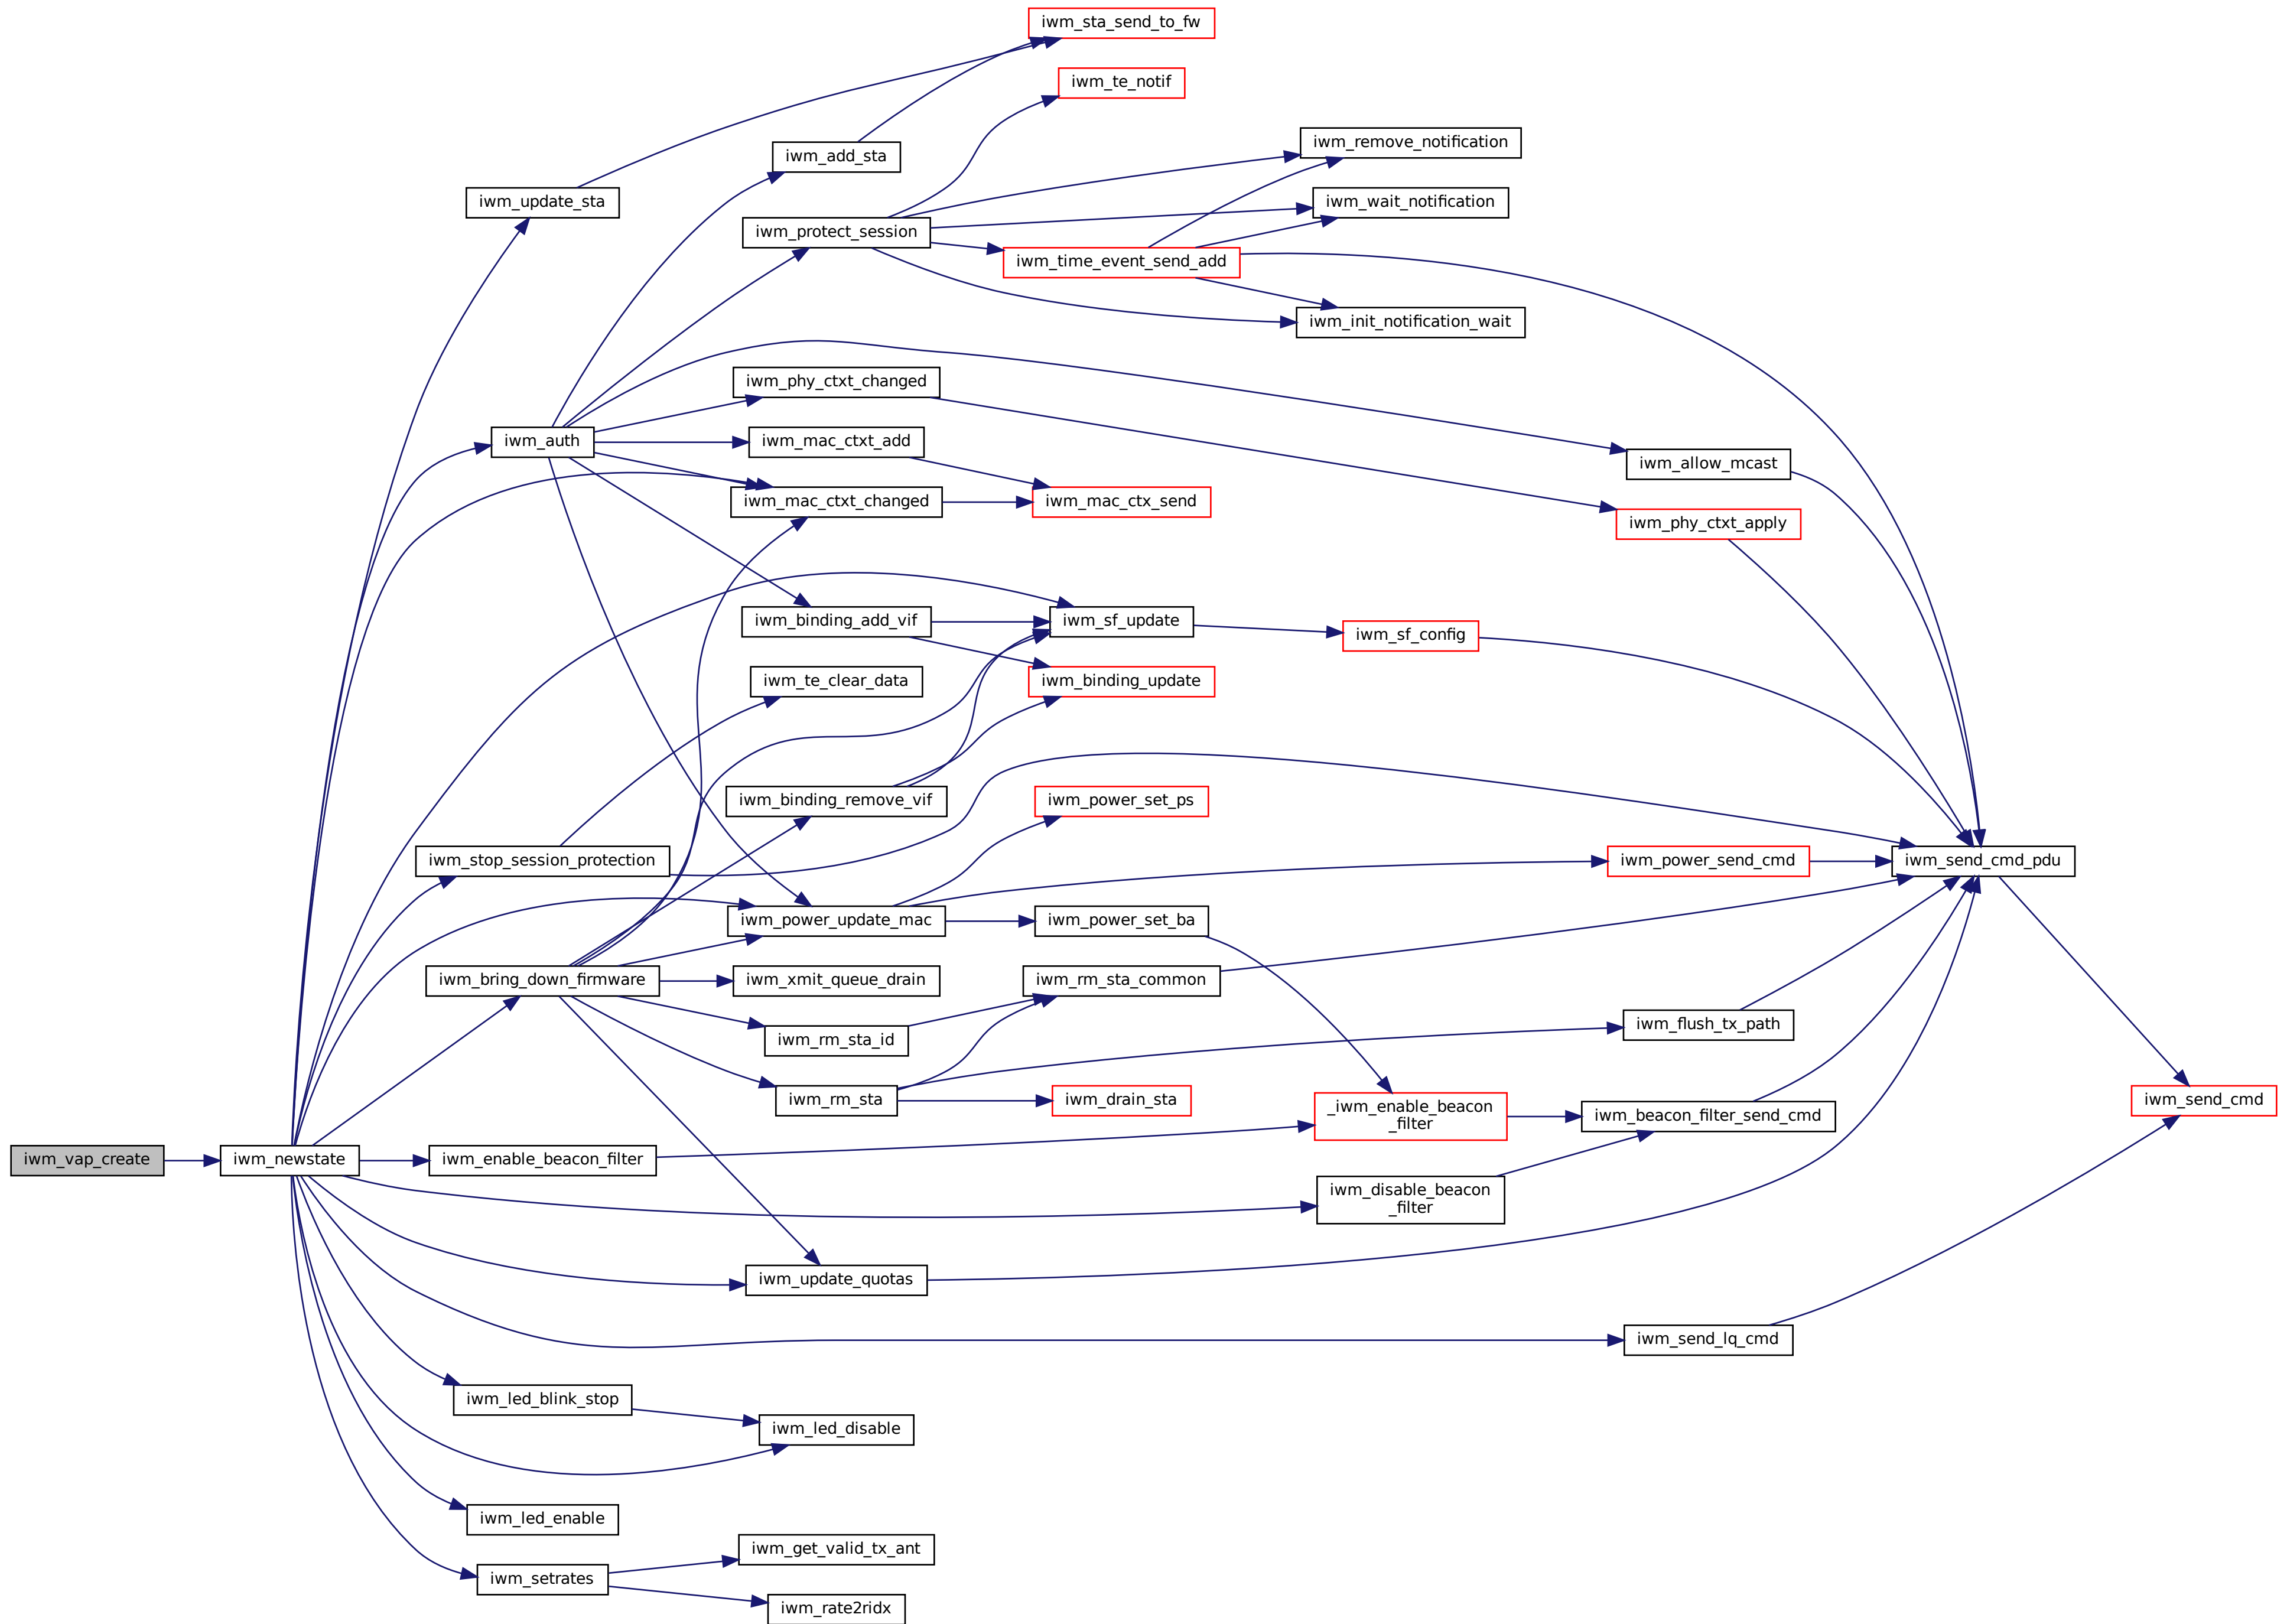 iwm_sta_send_to_fw
iwm_te_notif
iwm_remove_notification
iwm_add_sta
iwm_update_sta
iwm_wait_notification
iwm_protect_session
iwm_time_event_send_add
iwm_init_notification_wait
iwm_phy_ctxt_changed
iwm_auth
iwm_mac_ctxt_add
iwm_allow_mcast
iwm_mac_ctxt_changed
iwm_mac_ctx_send
iwm_phy_ctxt_apply
iwm_binding_add_vif
iwm_sf_update
iwm_sf_config
iwm_te_clear_data
iwm_binding_update
iwm_binding_remove_vif
iwm_power_set_ps
iwm_stop_session_protection
iwm_power_send_cmd
iwm_send_cmd_pdu
iwm_power_update_mac
iwm_power_set_ba
iwm_bring_down_firmware
iwm_xmit_queue_drain
iwm_rm_sta_common
iwm_rm_sta_id
iwm_flush_tx_path
iwm_rm_sta
iwm_drain_sta
iwm_send_cmd
_iwm_enable_beacon
_filter
iwm_beacon_filter_send_cmd
iwm_vap_create
iwm_newstate
iwm_enable_beacon_filter
iwm_disable_beacon
_filter
iwm_update_quotas
iwm_send_lq_cmd
iwm_led_blink_stop
iwm_led_disable
iwm_led_enable
iwm_get_valid_tx_ant
iwm_setrates
iwm_rate2ridx